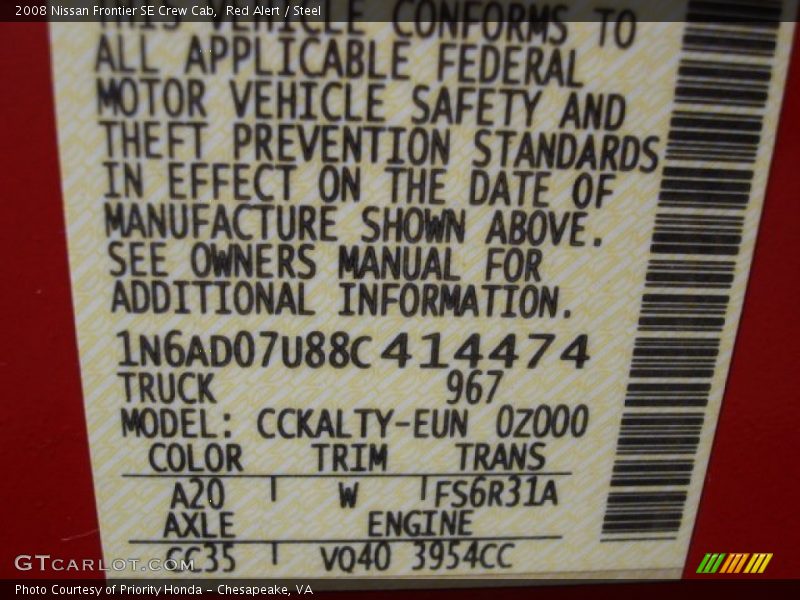 2008 Nissan Frontier SE Crew Cab,  Red Alert / Steel
THIS VEHICLE CONFORMS TO
ALL APPLICABLE FEDERAL
MOTOR VEHICLE SAFETY AND
THEFT PREVENTION STANDARDS
IN EFFECT ON THE DATE OF
MANUFACTURE SHOWN ABOVE.
SEE OWNERS MANUAL FOR
ADDITIONAL INFORMATION.
1N6AD07U88C414474
TRUCK 967
MODEL: CCKALTY-EUN 0Z000
COLOR TRIM TRANS
A20 W FS6R31A
AXLE ENGINE
CC35 VQ40 3954CC
GTCARLOT.COM
Photo Courtesy of Priority Honda - Chesapeake, VA